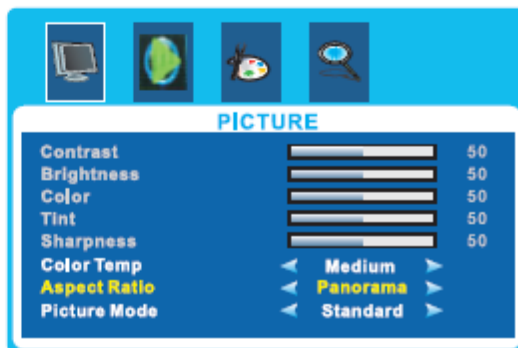 PICTURE
Contrast 50
Brightness 50
Color 50
Tint 50
Sharpness 50
Color Temp Medium
Aspect Ratio Panorama
Picture Mode Standard